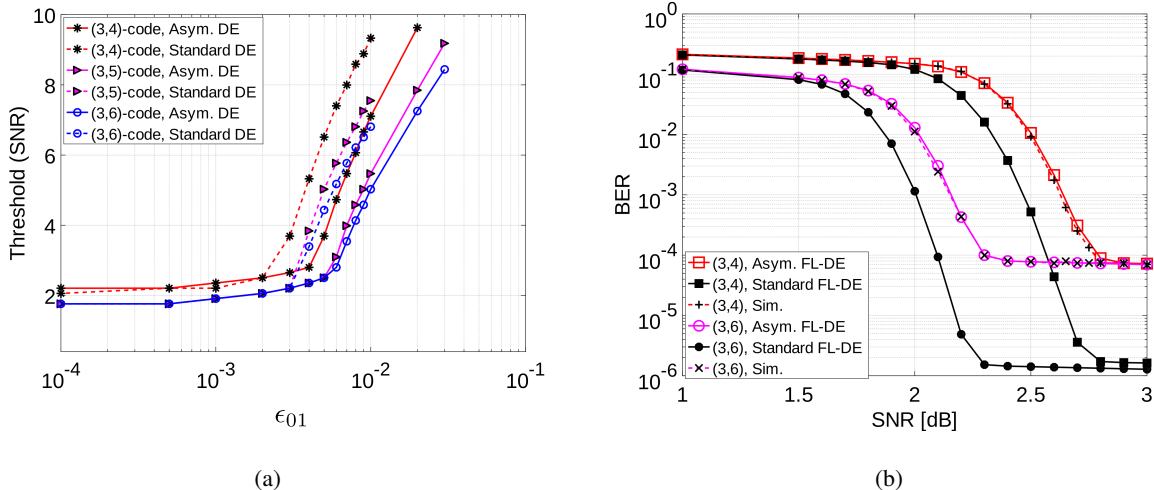 10
8
6
4
2
Threshold (SNR)
(3,4)-code, Asym. DE
(3,4)-code, Standard DE
(3,5)-code, Asym. DE
(3,5)-code, Standard DE
(3,6)-code, Asym. DE
(3,6)-code, Standard DE
10^-4 10^-3 10^-2 10^-1
ϵ01
(a)
10^0
10^-1
10^-2
10^-3
10^-4
10^-5
10^-6
BER
(3,4), Asym. FL-DE
(3,4), Standard FL-DE
(3,4), Sim.
(3,6), Asym. FL-DE
(3,6), Standard FL-DE
(3,6), Sim.
1 1.5 2 2.5 3
SNR [dB]
(b)